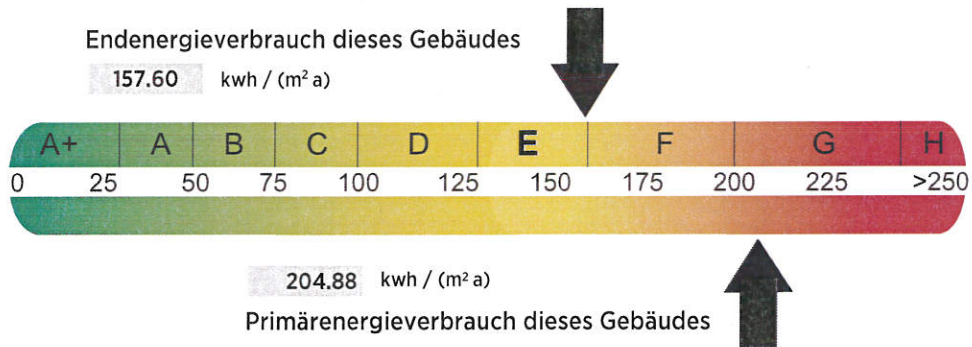 Endenergieverbrauch dieses Gebäudes
157.60 kwh / (m² a)
A+ A B C D E F G H
0 25 50 75 100 125 150 175 200 225 >250
204.88 kwh / (m² a)
Primärenergieverbrauch dieses Gebäudes